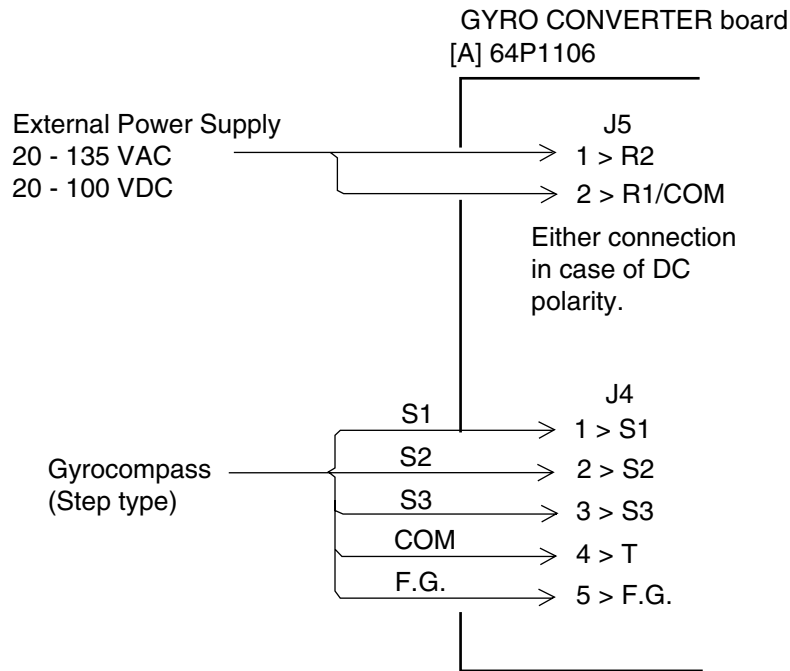 GYRO CONVERTER board
[A] 64P1106
External Power Supply
20 - 135 VAC
20 - 100 VDC
J5
1 > R2
2 > R1/COM
Either connection
in case of DC
polarity.
J4
S1
1 > S1
Gyrocompass
(Step type)
S2
2 > S2
S3
3 > S3
COM
4 > T
F.G.
5 > F.G.